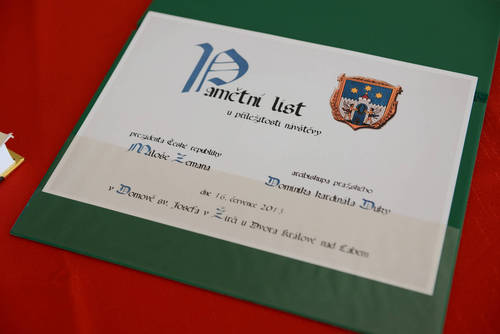 Pamětní list
u příležitosti návštěvy
prezidenta České republiky
Miloše Zemana
arcibiskupa pražského
Dominika kardinála Duky
dne 16. července 2013
v Domově sv. Josefa v Žirči u Dvora Králové nad Labem